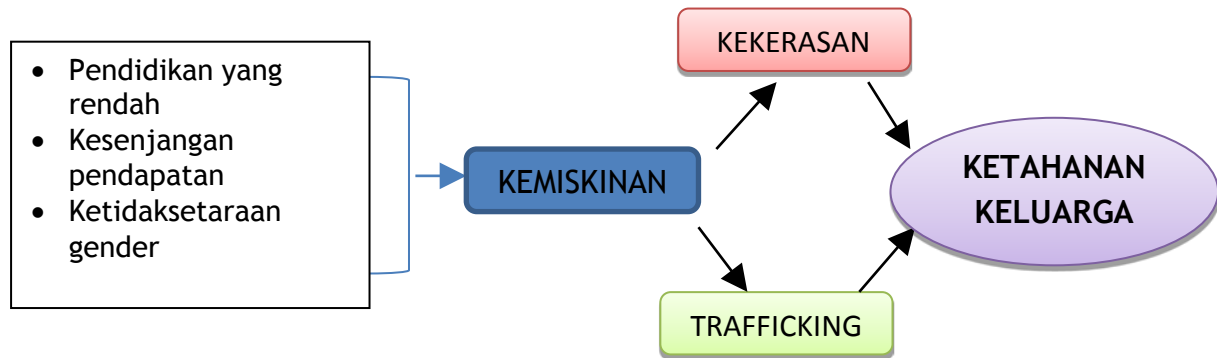 • Pendidikan yang
rendah
• Kesenjangan
pendapatan
• Ketidaksetaraan
gender
KEMISKINAN
KEKERASAN
TRAFFICKING
KETAHANAN
KELUARGA